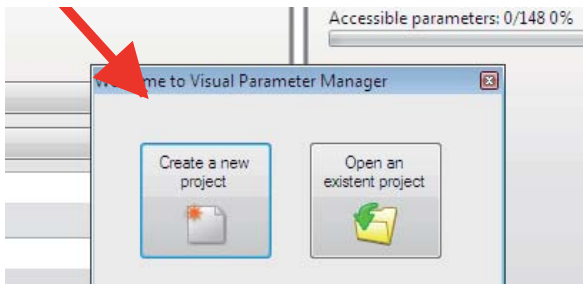 Accessible parameters: 0/148 0%
me to Visual Parameter Manager
Create a new
project
Open an
existent project